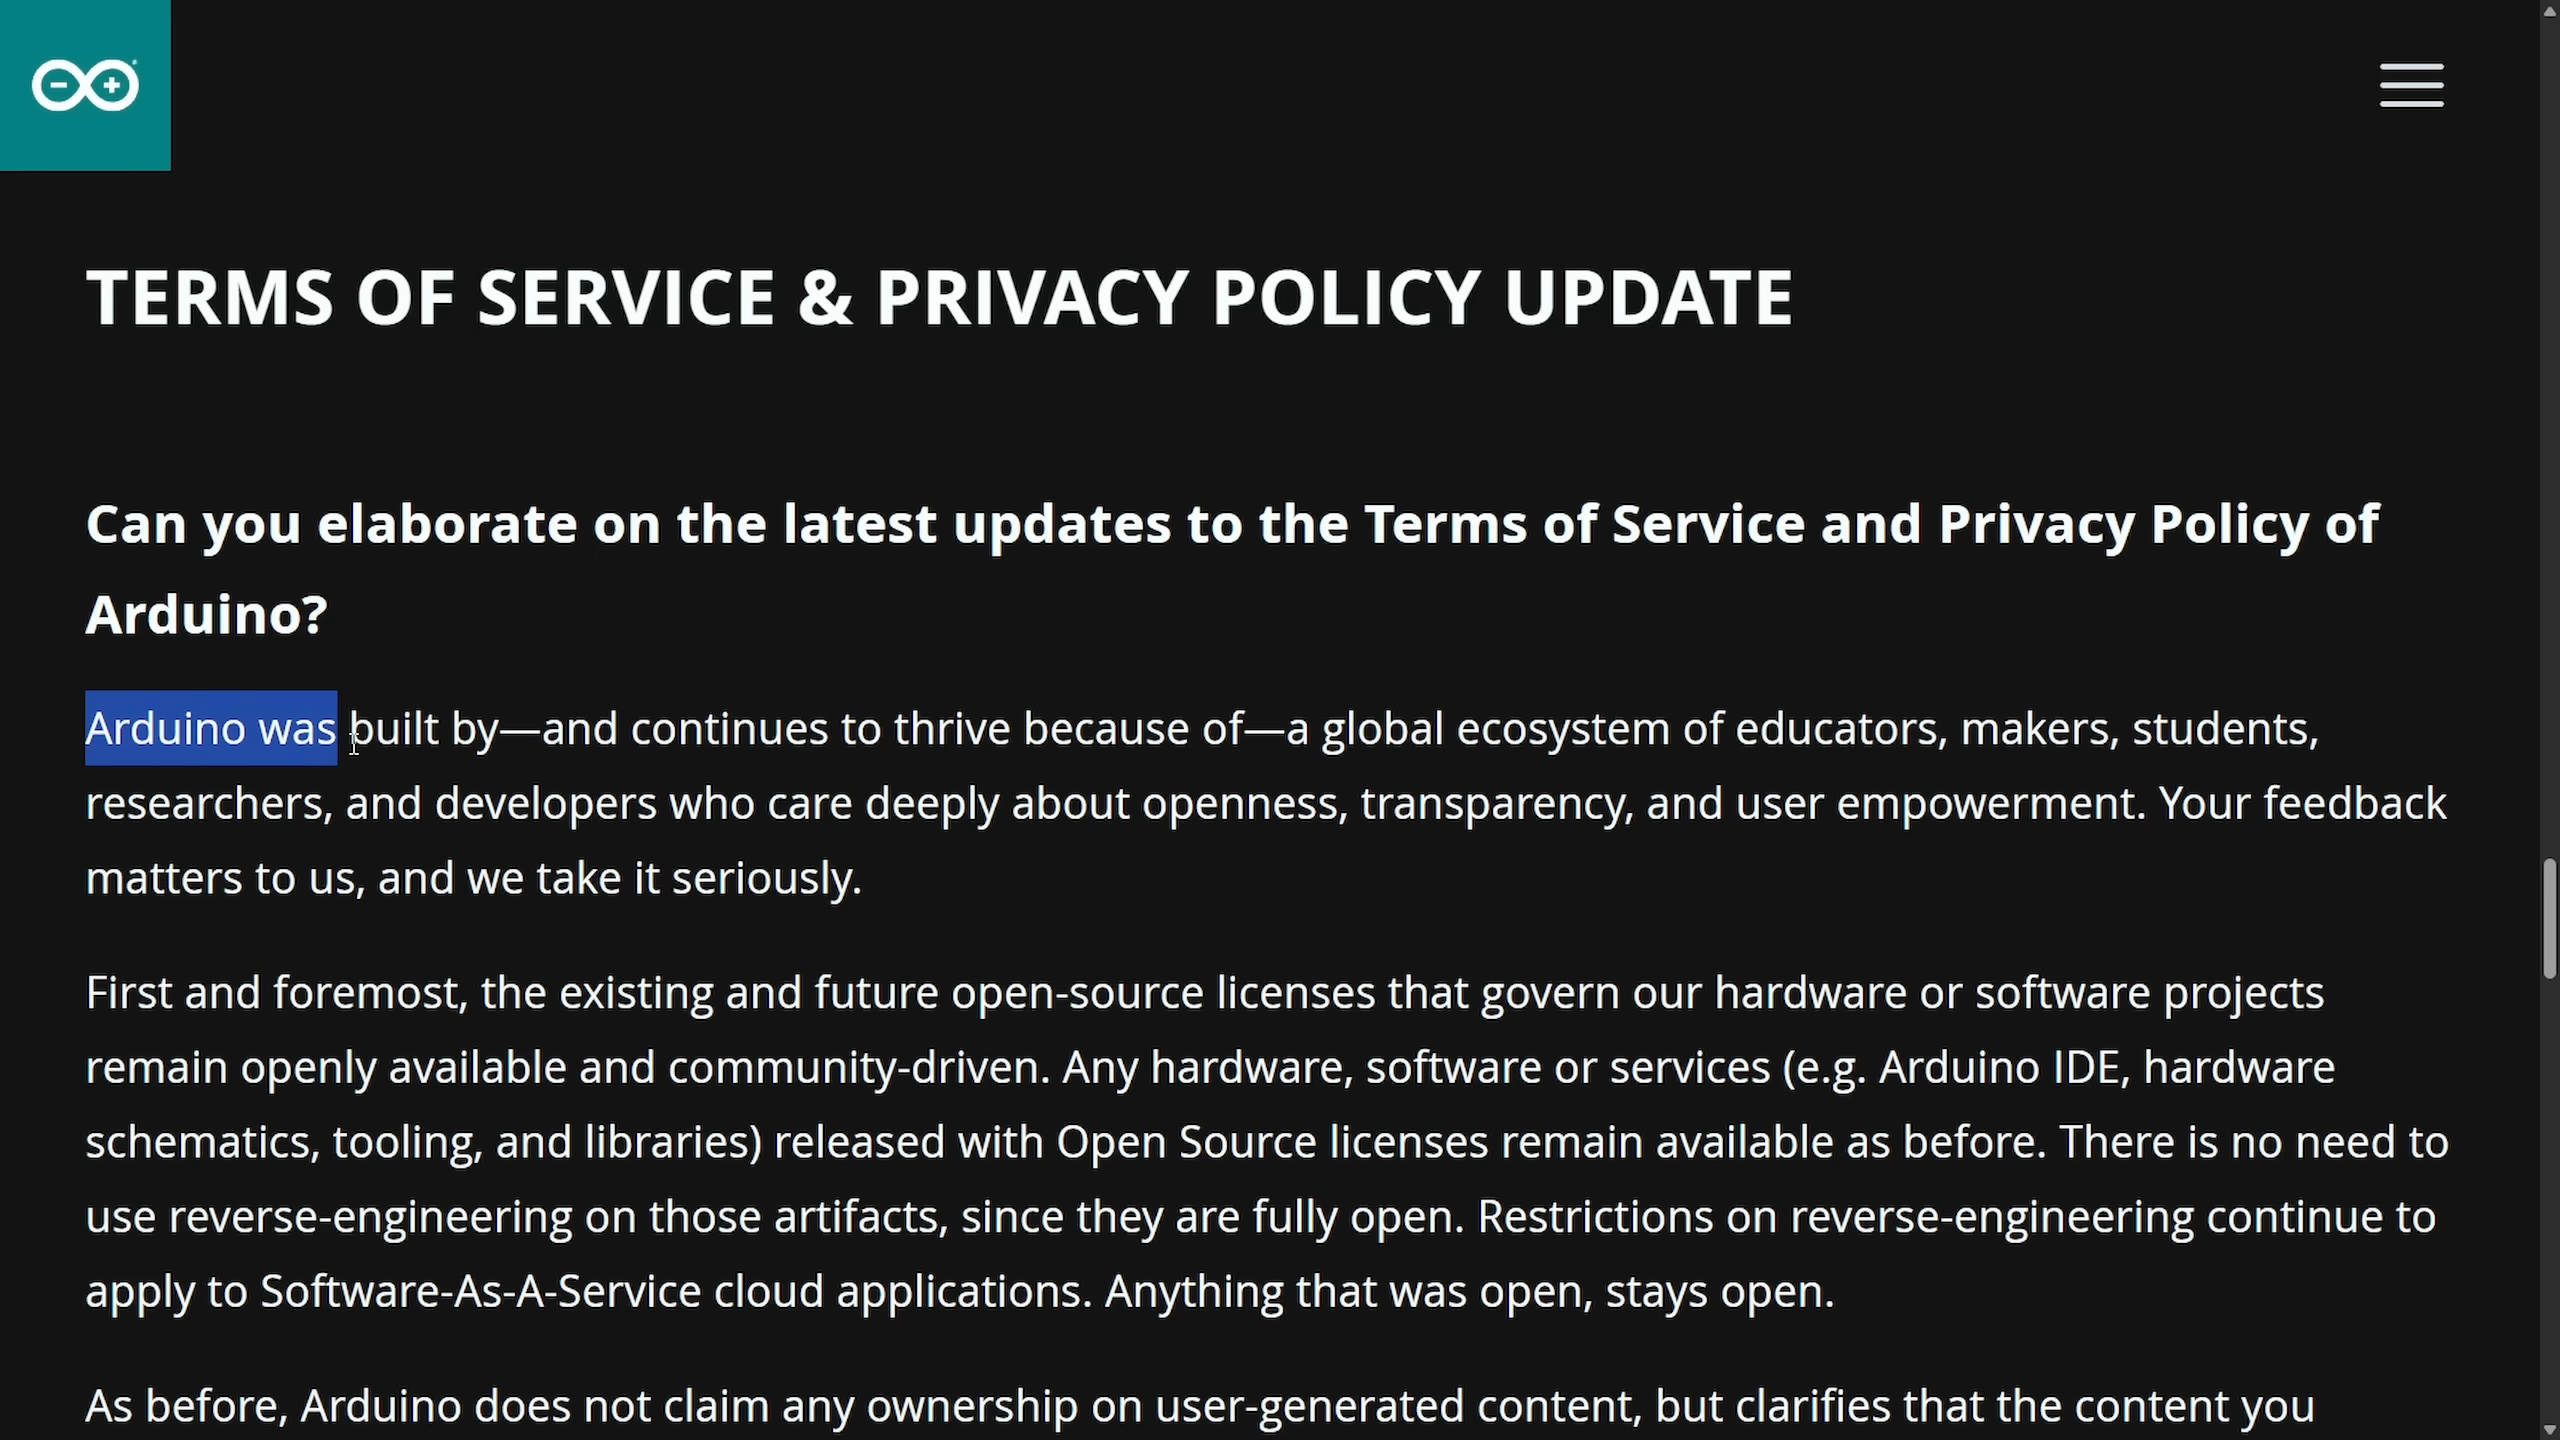 TERMS OF SERVICE & PRIVACY POLICY UPDATE
Can you elaborate on the latest updates to the Terms of Service and Privacy Policy of
Arduino?
Arduino was built by—and continues to thrive because of—a global ecosystem of educators, makers, students,
researchers, and developers who care deeply about openness, transparency, and user empowerment. Your feedback
matters to us, and we take it seriously.
First and foremost, the existing and future open-source licenses that govern our hardware or software projects
remain openly available and community-driven. Any hardware, software or services (e.g. Arduino IDE, hardware
schematics, tooling, and libraries) released with Open Source licenses remain available as before. There is no need to
use reverse-engineering on those artifacts, since they are fully open. Restrictions on reverse-engineering continue to
apply to Software-As-A-Service cloud applications. Anything that was open, stays open.
As before, Arduino does not claim any ownership on user-generated content, but clarifies that the content you